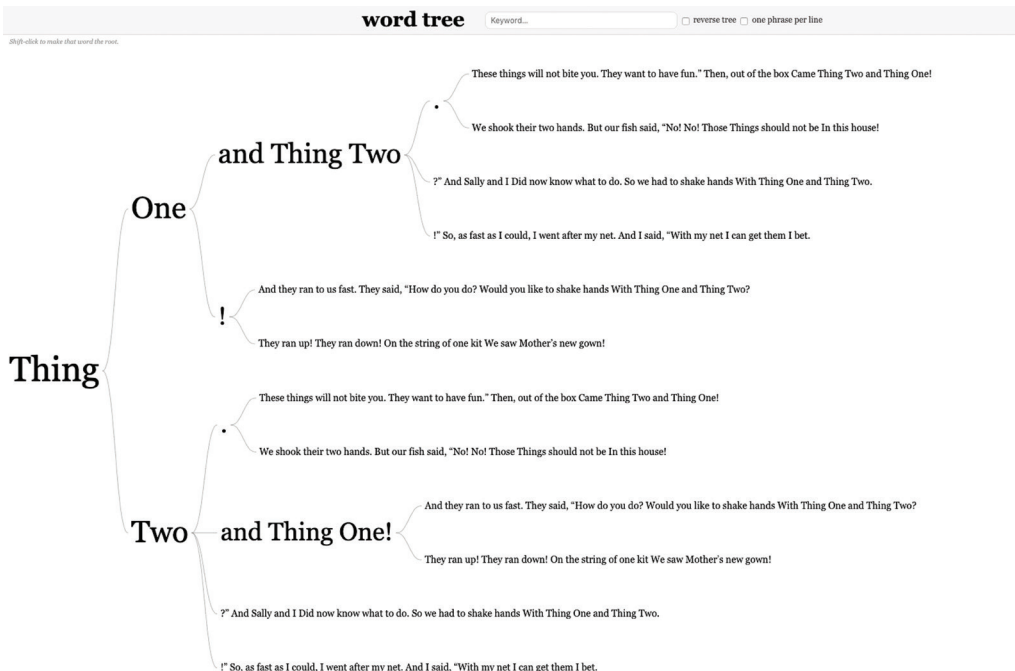 word tree
Keyword...
reverse tree
one phrase per line
Shift-click to make that word the root.
These things will not bite you. They want to have fun.” Then, out of the box Came Thing Two and Thing One!
.
We shook their two hands. But our fish said, “No! No! Those Things should not be In this house!
and Thing Two
?” And Sally and I Did now know what to do. So we had to shake hands With Thing One and Thing Two.
One
!” So, as fast as I could, I went after my net. And I said, “With my net I can get them I bet.
And they ran to us fast. They said, “How do you do? Would you like to shake hands With Thing One and Thing Two?
!
They ran up! They ran down! On the string of one kit We saw Mother’s new gown!
Thing
These things will not bite you. They want to have fun.” Then, out of the box Came Thing Two and Thing One!
.
We shook their two hands. But our fish said, “No! No! Those Things should not be In this house!
And they ran to us fast. They said, “How do you do? Would you like to shake hands With Thing One and Thing Two?
Two
and Thing One!
They ran up! They ran down! On the string of one kit We saw Mother’s new gown!
?” And Sally and I Did now know what to do. So we had to shake hands With Thing One and Thing Two.
!” So, as fast as I could, I went after my net. And I said, “With my net I can get them I bet.